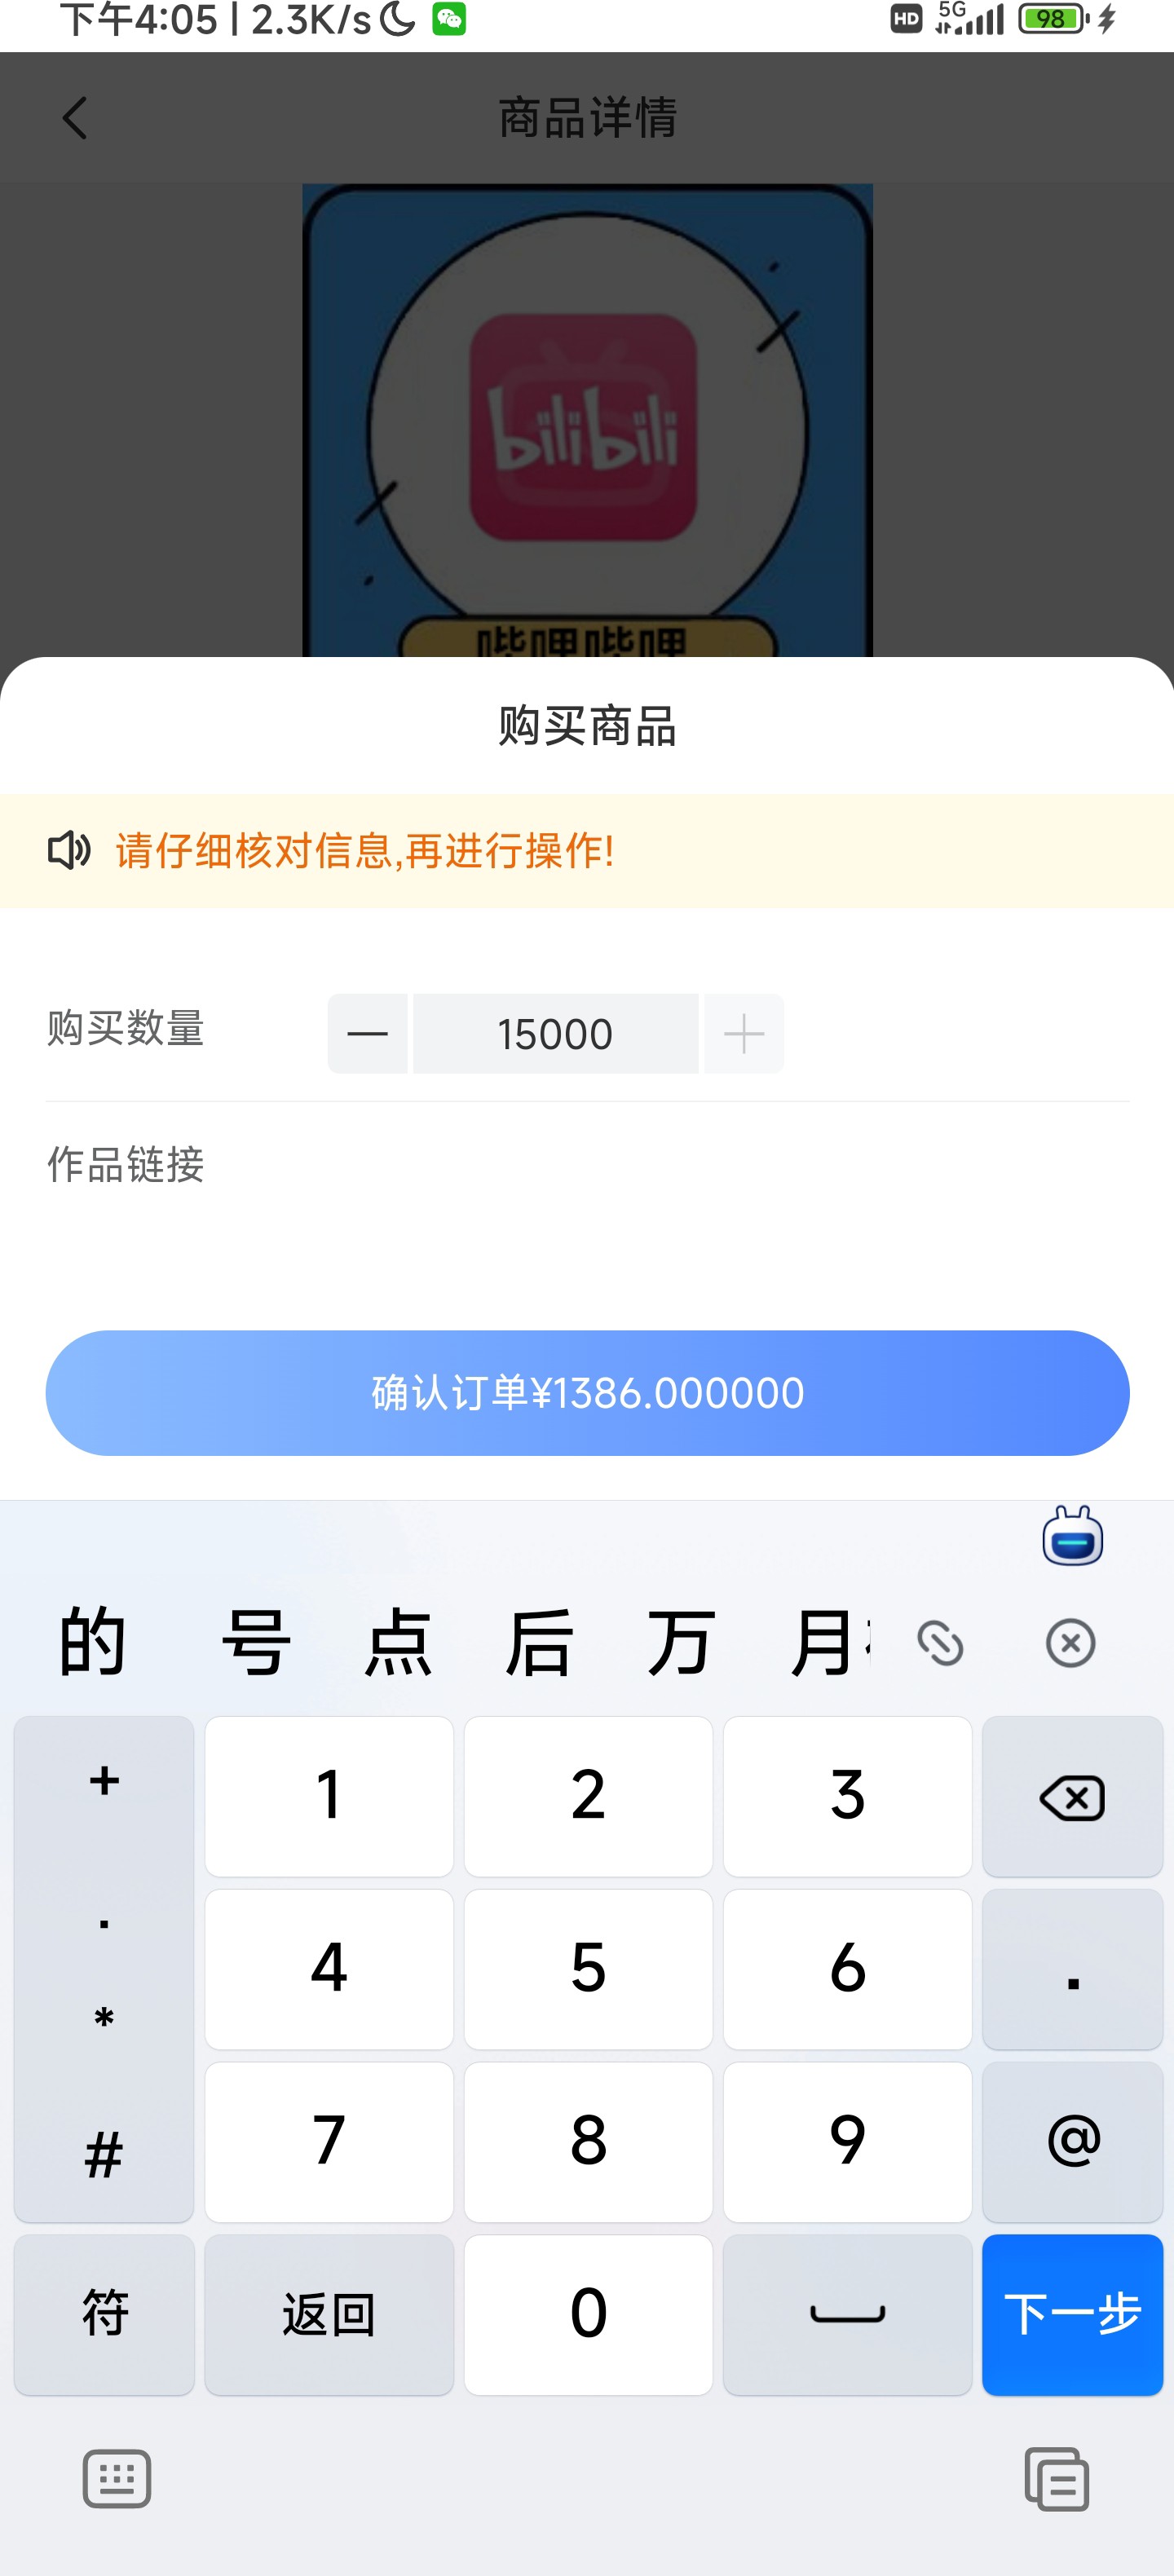 下午4:05 | 2.3K/s HD 5G 98
商品详情
bilibili
哔哩哔哩
购买商品
请仔细核对信息,再进行操作!
购买数量 — 15000 +
作品链接
确认订单¥1386.000000
的 号 点 后 万 月
+ 1 2 3
. 4 5 6 .
*
# 7 8 9 @
符 返回 0 下一步